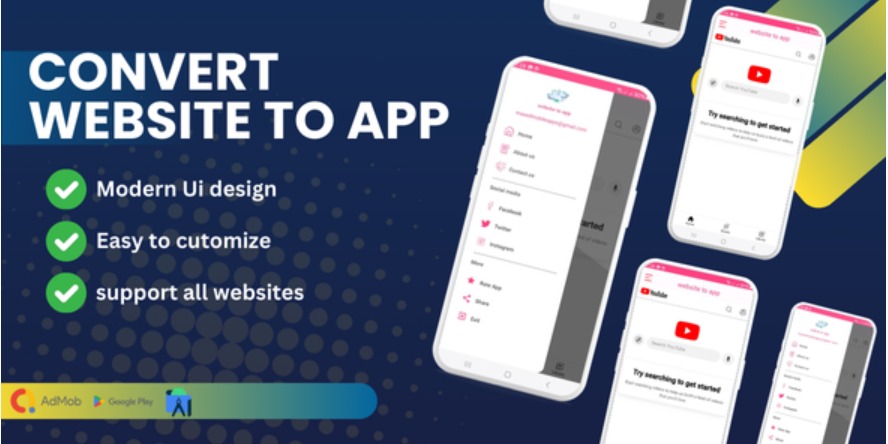 CONVERT
WEBSITE TO APP
Modern Ui design
Easy to cutomize
support all websites
AdMob
Google Play
website to app
Home
About us
Contact us
Social media
Facebook
Twitter
Instagram
More
Rate App
Share
Exit
website to app
YouTube
Search YouTube
Try searching to get started
website to app
YouTube
Search YouTube
Try searching to get started